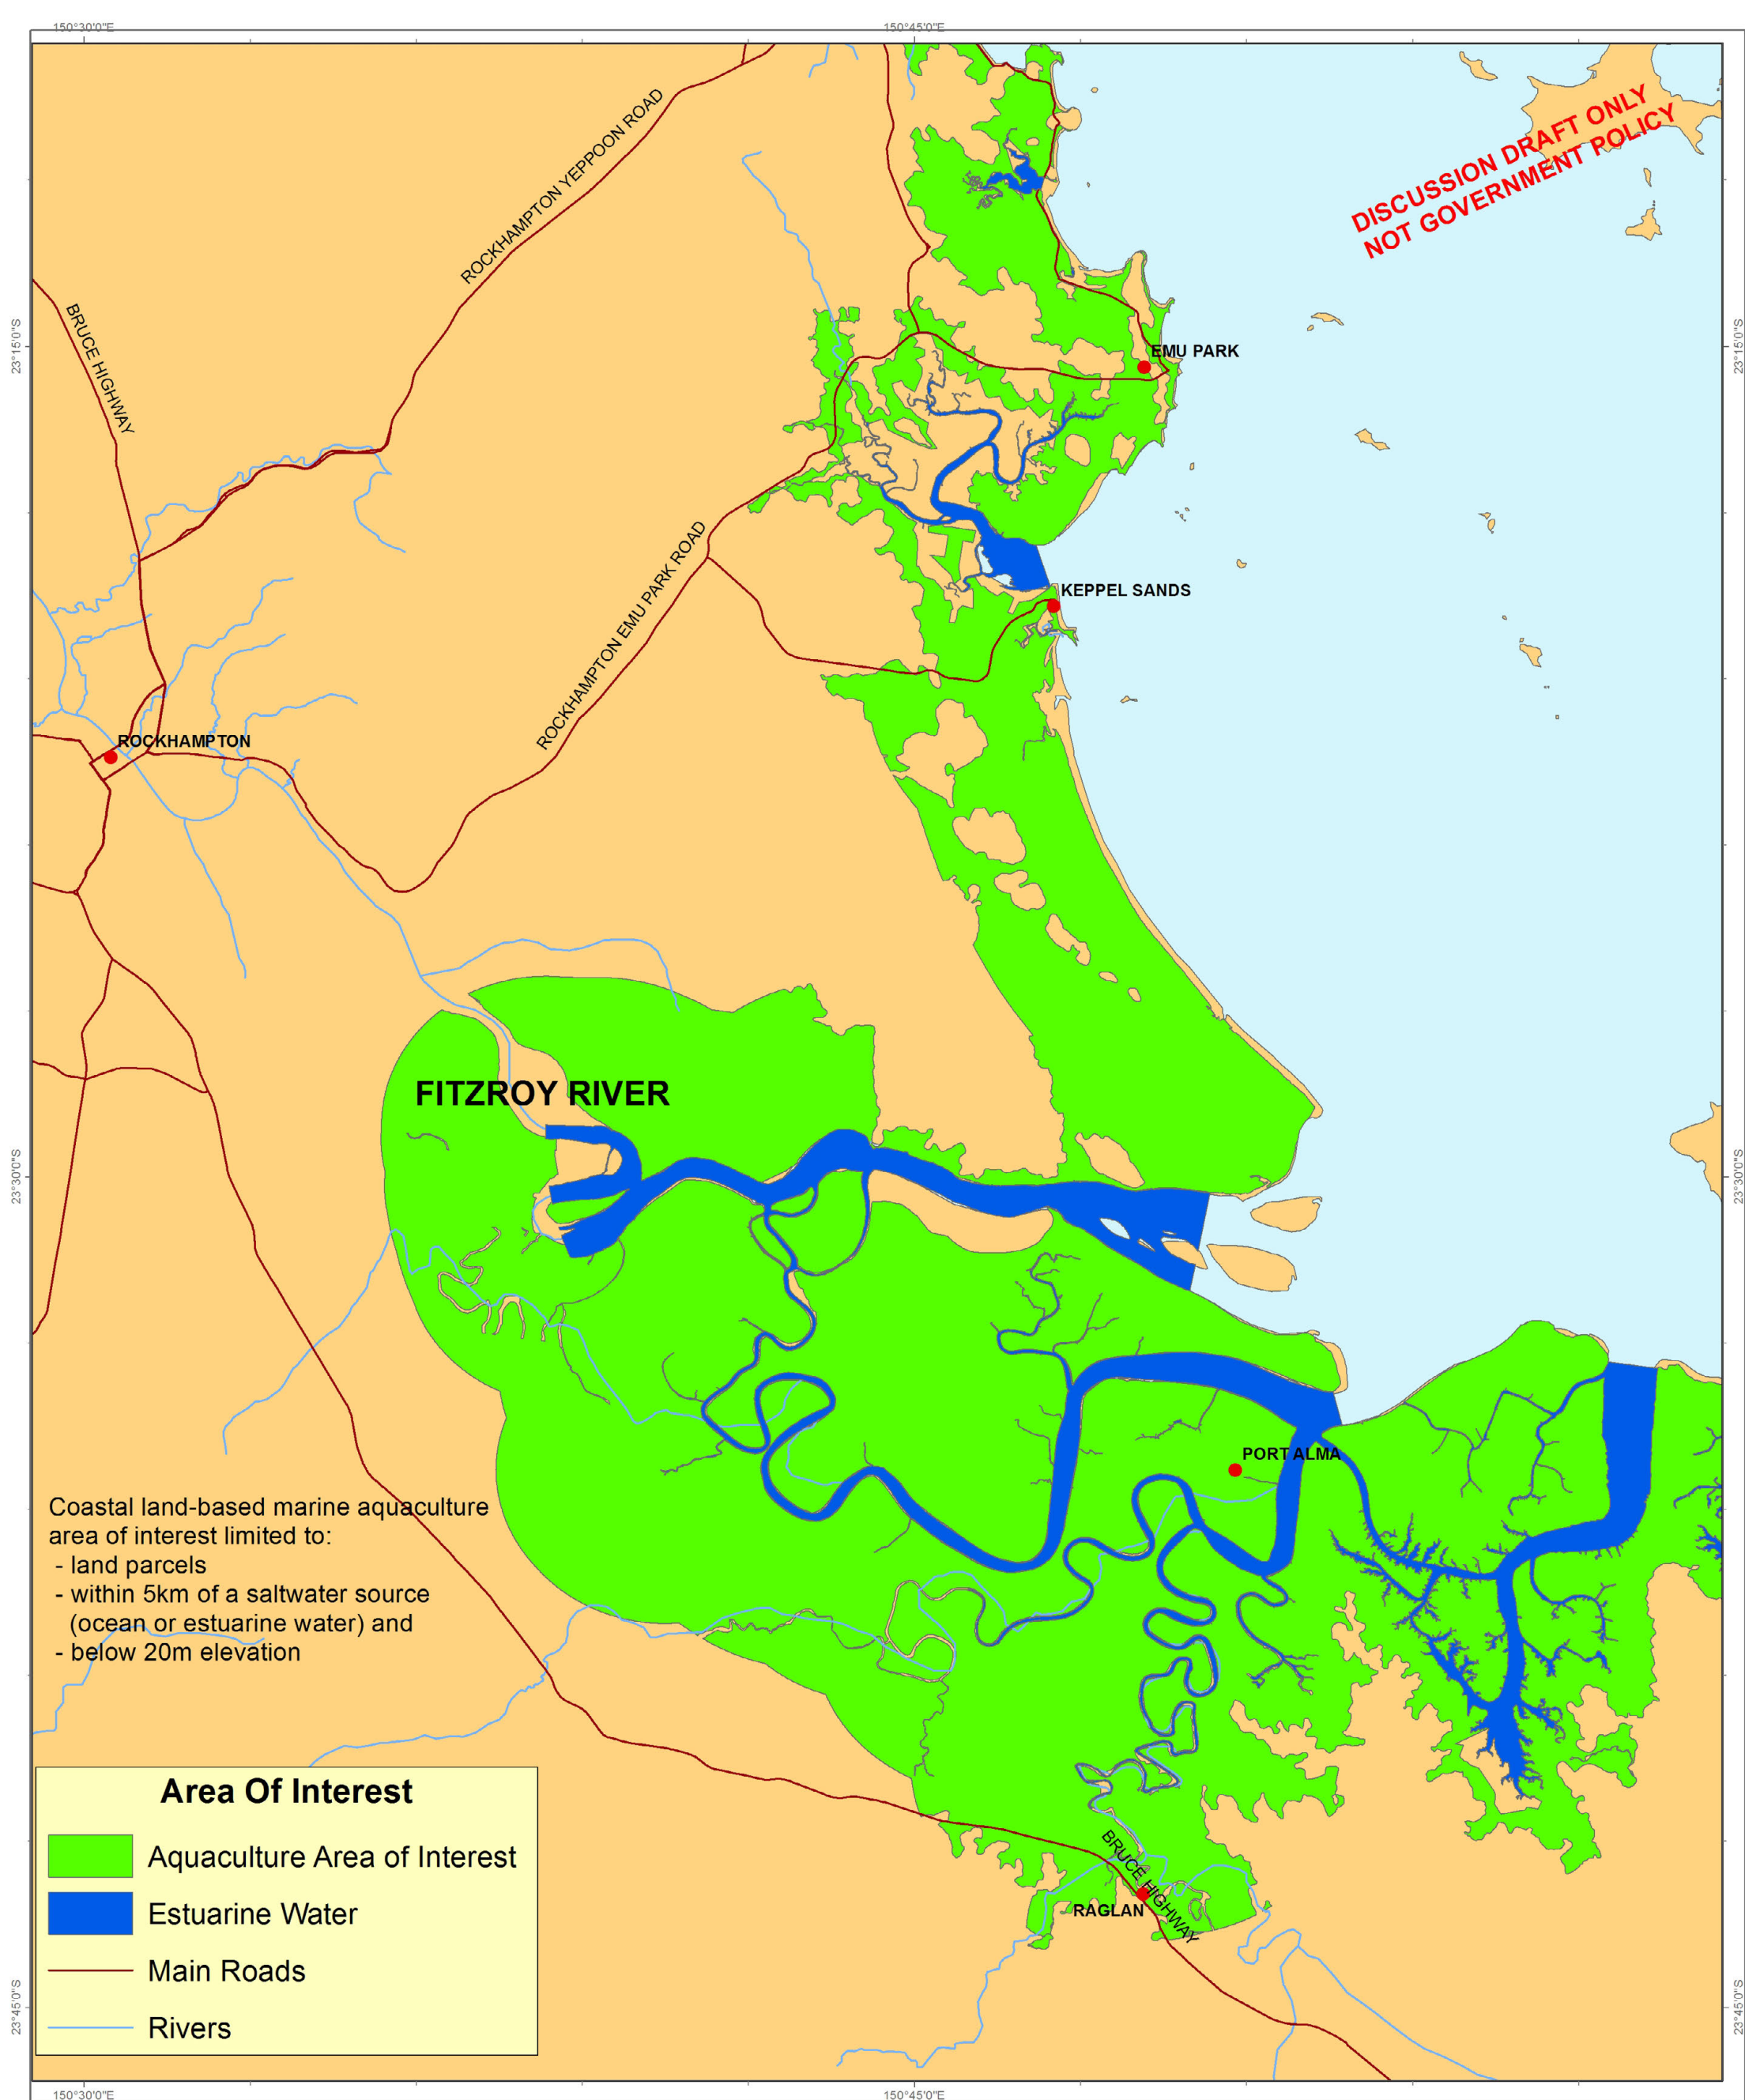 150°30'0"E
150°45'0"E
DISCUSSION DRAFT ONLY
NOT GOVERNMENT POLICY
ROCKHAMPTON YEPPOON ROAD
BRUCE HIGHWAY
23°15'0"S
23°15'0"S
EMU PARK
KEPPEL SANDS
ROCKHAMPTON EMU PARK ROAD
ROCKHAMPTON
FITZROY RIVER
23°30'0"S
23°30'0"S
PORT ALMA
Coastal land-based marine aquaculture
area of interest limited to:
- land parcels
- within 5km of a saltwater source
(ocean or estuarine water) and
- below 20m elevation
Area Of Interest
Aquaculture Area of Interest
Estuarine Water
Main Roads
Rivers
BRUCE HIGHWAY
RAGLAN
23°45'0"S
23°45'0"S
150°30'0"E
150°45'0"E